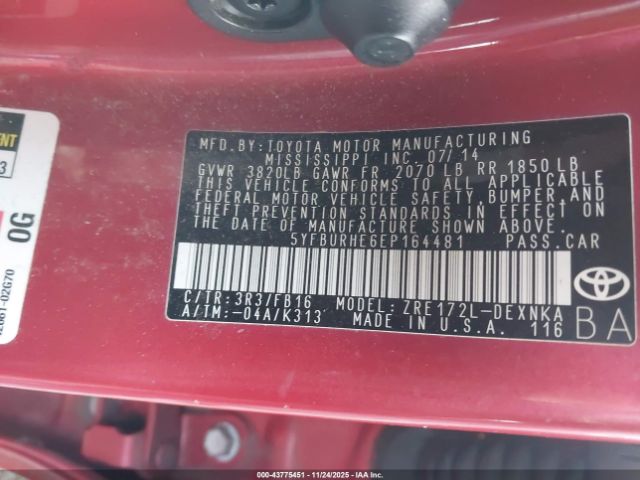 MFD. BY: TOYOTA MOTOR MANUFACTURING
MISSISSIPPI INC. 07/14
GVWR 3820LB GAWR FR 2070 LB RR 1850 LB
THIS VEHICLE CONFORMS TO ALL APPLICABLE
FEDERAL MOTOR VEHICLE SAFETY, BUMPER, AND
THEFT PREVENTION STANDARDS IN EFFECT ON
THE DATE OF MANUFACTURE SHOWN ABOVE.
5YFBURHE6EP164481 PASS. CAR
C/TR: 3R3/FB16 MODEL: ZRE172L-DEXNKA
A/TM: -04A/K313 MADE IN U.S.A. 116
BA
0G
-02G70
000-43775451 - 11/24/2025 - IAAI.CA